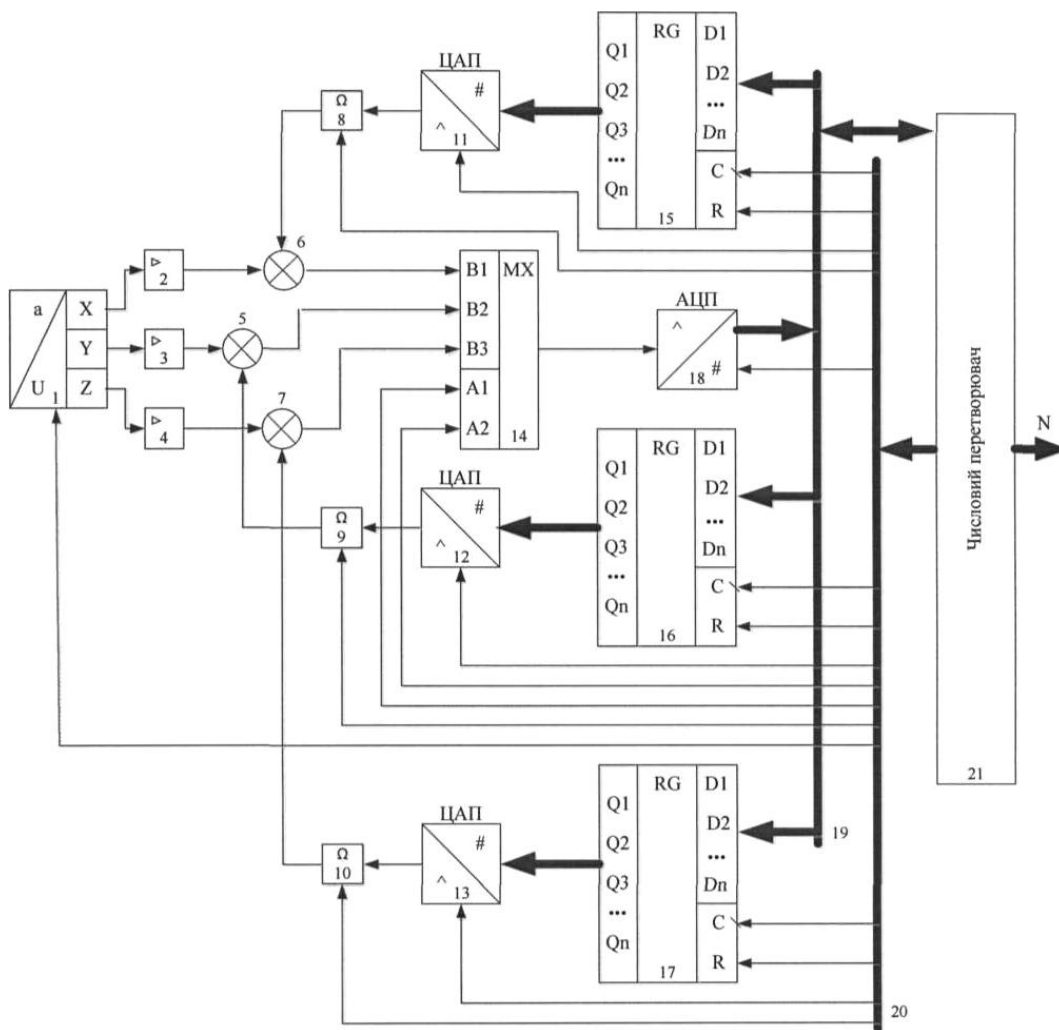 ЦАП
#
^
11
Ω
8
Q1
Q2
Q3
...
Qn
RG
15
D1
D2
...
Dn
C
R
6
▷
2
a
U
1
X
Y
Z
5
▷
3
7
▷
4
B1
B2
B3
A1
A2
MX
14
АЦП
^
#
18
Числовий перетворювач
21
N
ЦАП
#
^
12
Ω
9
Q1
Q2
Q3
...
Qn
RG
16
D1
D2
...
Dn
C
R
ЦАП
#
^
13
Ω
10
Q1
Q2
Q3
...
Qn
RG
17
D1
D2
...
Dn
C
R
19
20